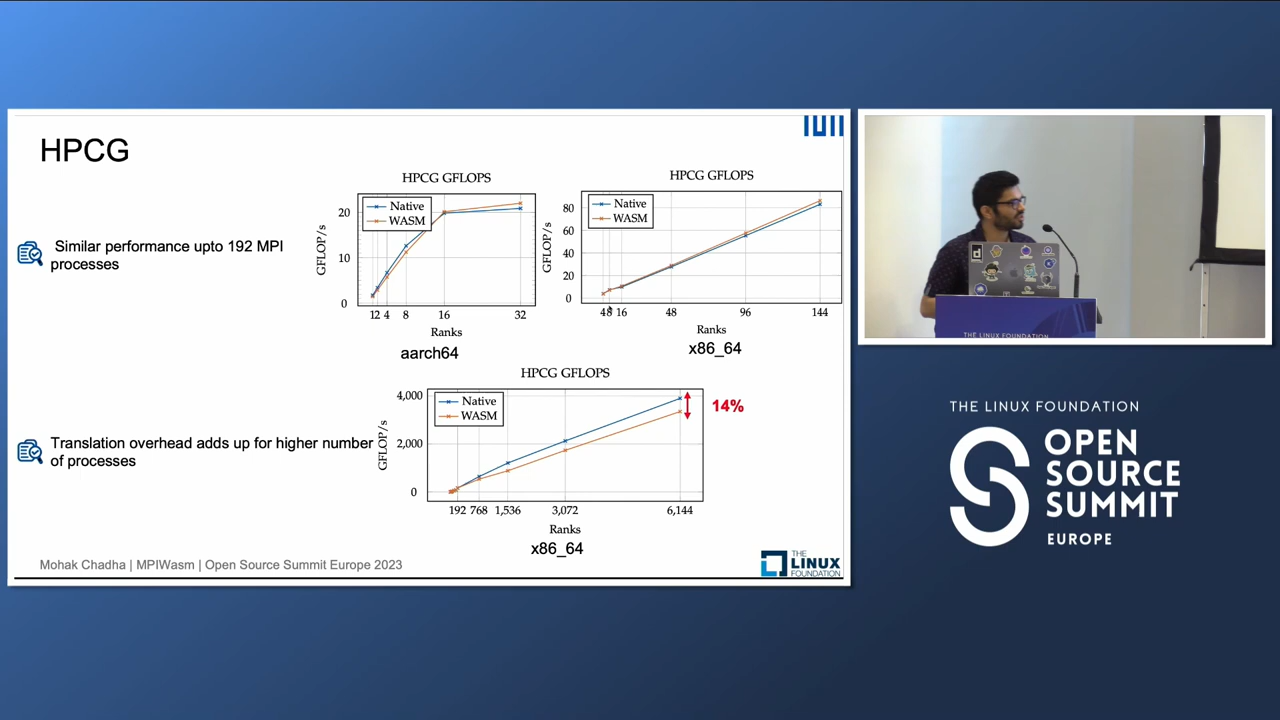 HPCG
Similar performance upto 192 MPI
processes
Translation overhead adds up for higher number
of processes
HPCG GFLOPS
Native
WASM
GFLOP/s
20
10
0
1 2 4 8 16 32
Ranks
aarch64
HPCG GFLOPS
Native
WASM
GFLOP/s
80
60
40
20
0
4 8 16 48 96 144
Ranks
x86_64
HPCG GFLOPS
Native
WASM
GFLOP/s
4,000
2,000
0
14%
192 768 1,536 3,072 6,144
Ranks
x86_64
Mohak Chadha | MPIWasm | Open Source Summit Europe 2023
THE
LINUX
FOUNDATION
THE LINUX FOUNDATION
THE LINUX FOUNDATION
OPEN
SOURCE
SUMMIT
EUROPE